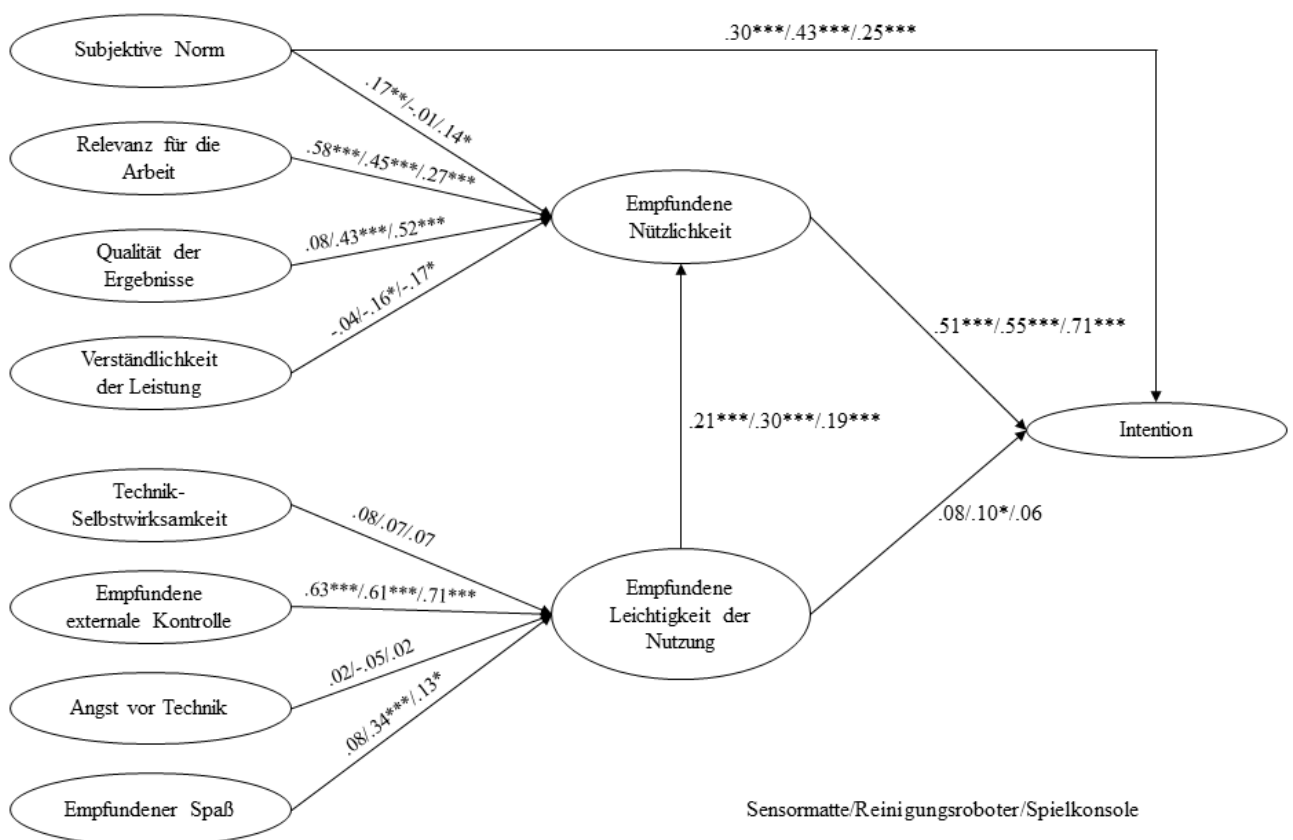 Subjektive Norm
.30***/.43***/.25***
.17**/-.01/.14*
Relevanz für die
Arbeit
.58***/.45***/.27***
Empfundene
Nützlichkeit
Qualität der
Ergebnisse
.08/.43***/.52***
-.04/-.16*/-.17*
.51***/.55***/.71***
Verständlichkeit
der Leistung
.21***/.30***/.19***
Intention
Technik-
Selbstwirksamkeit
.08/.07/.07
.08/.10*/.06
Empfundene
externale Kontrolle
.63***/.61***/.71***
Empfundene
Leichtigkeit der
Nutzung
.02/-.05/.02
Angst vor Technik
.08/.34***/.13*
Empfundener Spaß
Sensormatte/Reinigungsroboter/Spielkonsole